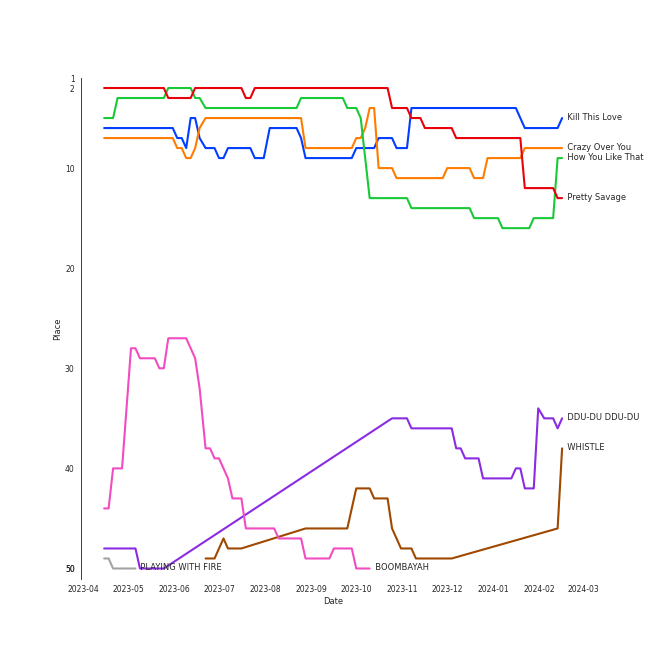 1
2
10
20
30
40
50
Place
Kill This Love
Crazy Over You
How You Like That
Pretty Savage
DDU-DU DDU-DU
WHISTLE
PLAYING WITH FIRE
BOOMBAYAH
2023-04 2023-05 2023-06 2023-07 2023-08 2023-09 2023-10 2023-11 2023-12 2024-01 2024-02 2024-03
Date